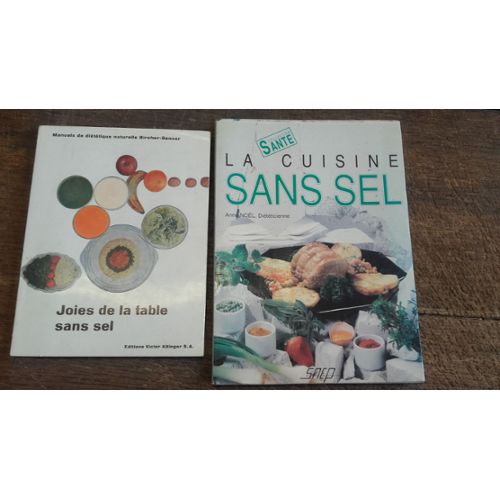 Manuels de diététique naturelle Bircher-Benner
Joies de la table
sans sel
Editions Victor Attinger S.A.
SANTE
LA CUISINE
SANS SEL
Anne NOËL, Diététicienne
SAEP